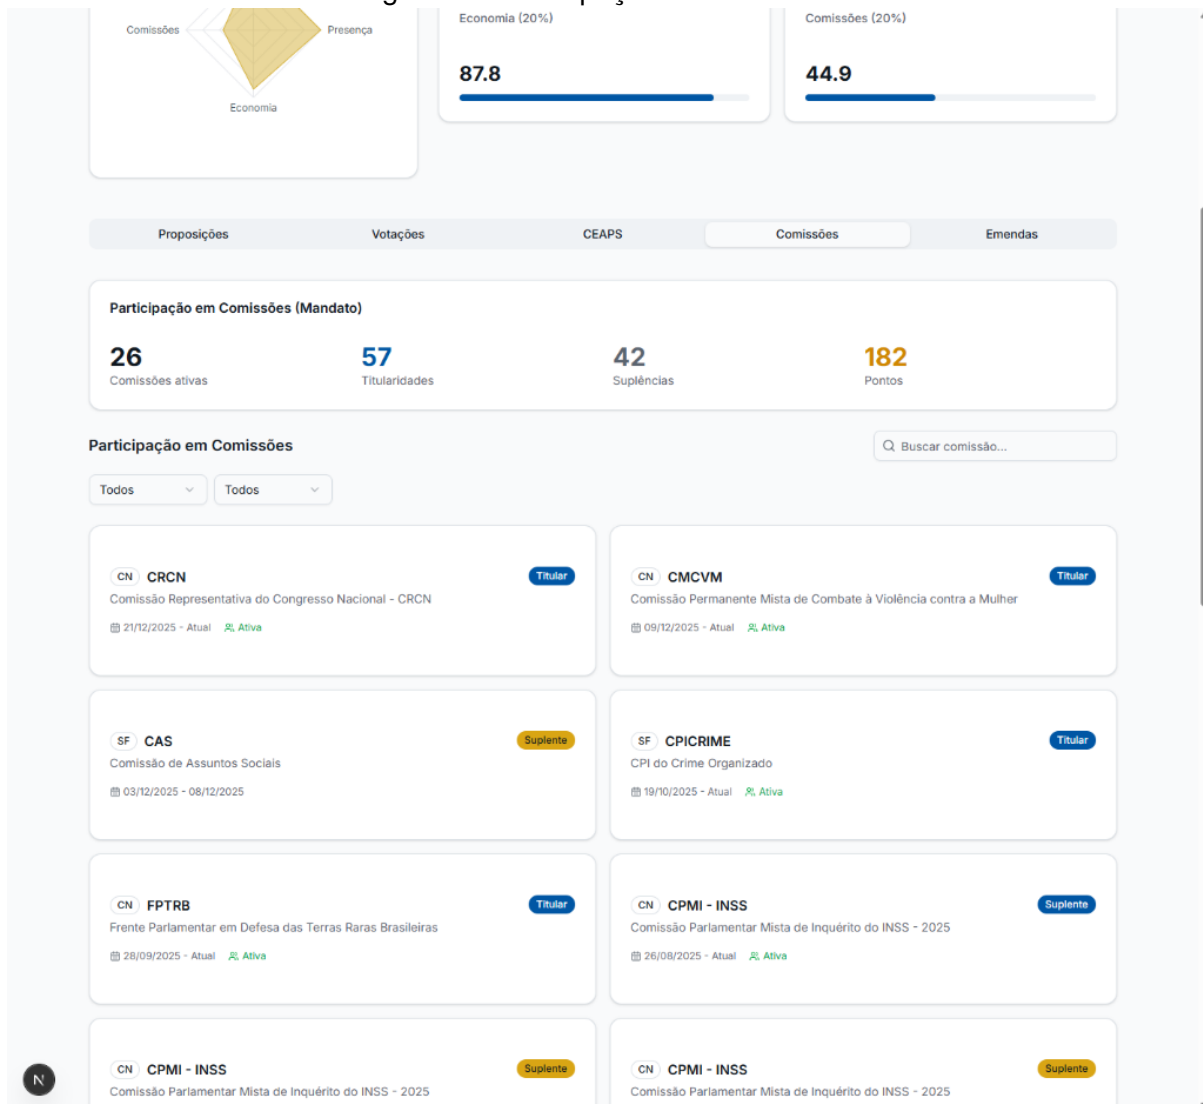 Comissões
Presença
Economia
Economia (20%)
87.8
Comissões (20%)
44.9
Proposições
Votações
CEAPS
Comissões
Emendas
Participação em Comissões (Mandato)
26
Comissões ativas
57
Titularidades
42
Suplências
182
Pontos
Participação em Comissões
Buscar comissão...
Todos
Todos
CN CRCN
Titular
Comissão Representativa do Congresso Nacional - CRCN
21/12/2025 - Atual Ativa
CN CMCVM
Titular
Comissão Permanente Mista de Combate à Violência contra a Mulher
09/12/2025 - Atual Ativa
SF CAS
Suplente
Comissão de Assuntos Sociais
03/12/2025 - 08/12/2025
SF CPICRIME
Titular
CPI do Crime Organizado
19/10/2025 - Atual Ativa
CN FPTRB
Titular
Frente Parlamentar em Defesa das Terras Raras Brasileiras
28/09/2025 - Atual Ativa
CN CPMI - INSS
Suplente
Comissão Parlamentar Mista de Inquérito do INSS - 2025
26/08/2025 - Atual Ativa
CN CPMI - INSS
Suplente
Comissão Parlamentar Mista de Inquérito do INSS - 2025
CN CPMI - INSS
Suplente
Comissão Parlamentar Mista de Inquérito do INSS - 2025
N